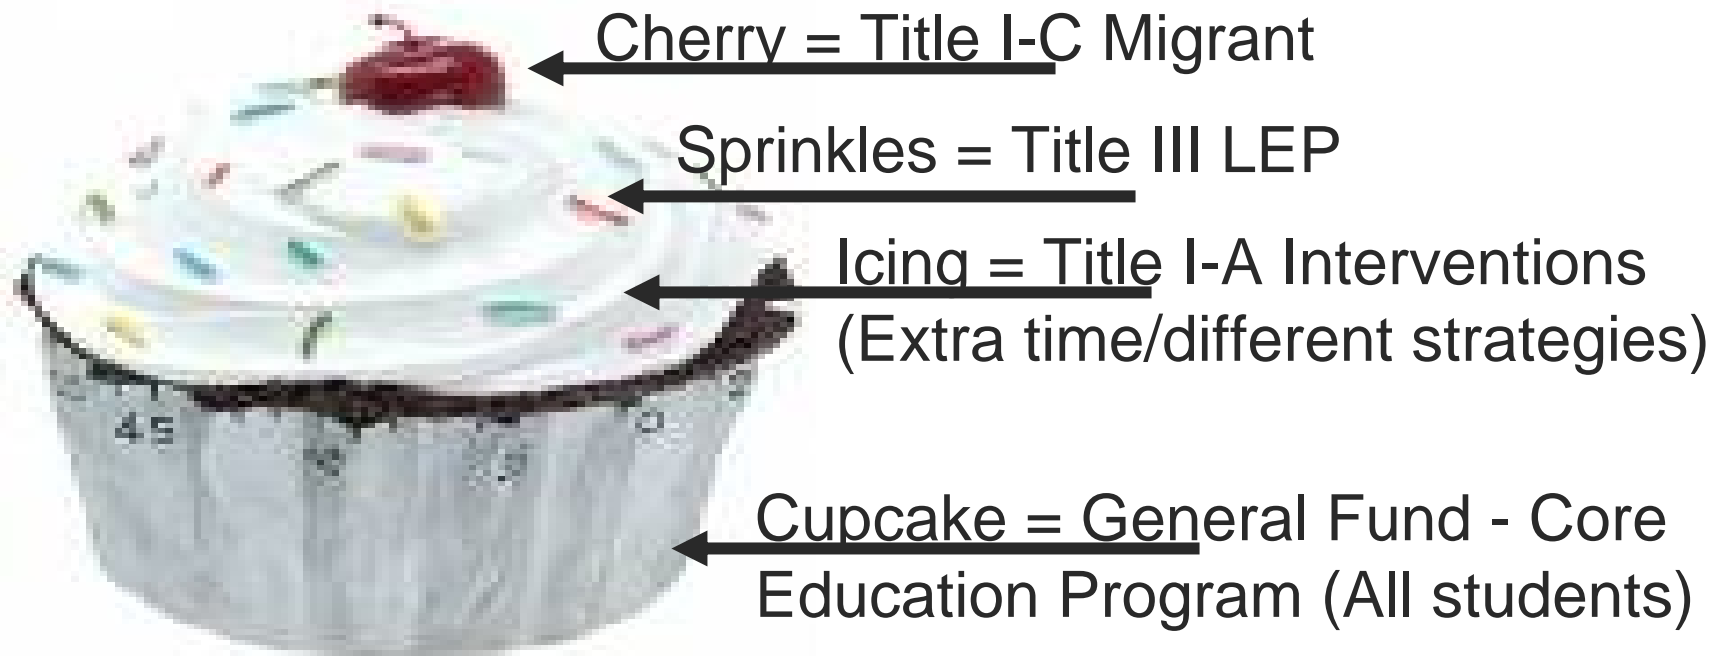 Cherry = Title I-C Migrant
Sprinkles = Title III LEP
Icing = Title I-A Interventions
(Extra time/different strategies)
45
Cupcake = General Fund - Core
Education Program (All students)